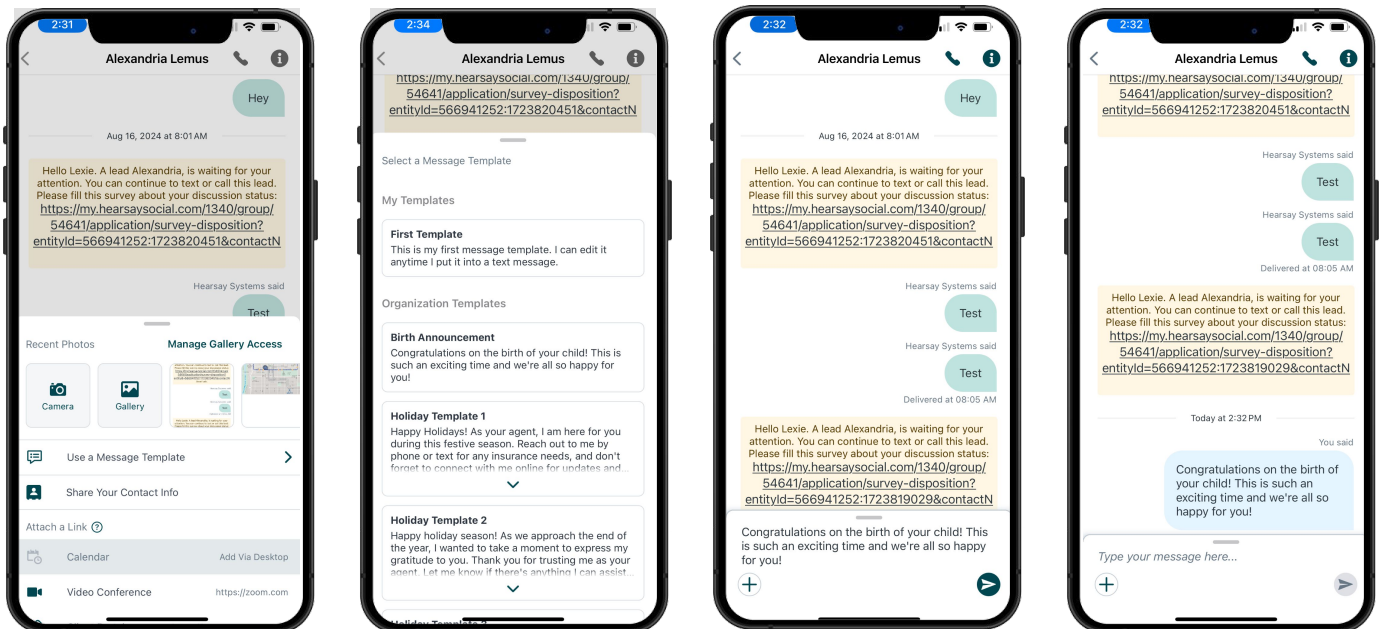 2:31
Alexandria Lemus
Hey
Aug 16, 2024 at 8:01 AM
Hello Lexie. A lead Alexandria, is waiting for your
attention. You can continue to text or call this lead.
Please fill this survey about your discussion status:
https://my.hearsaysocial.com/1340/group/
54641/application/survey-disposition?
entityId=566941252:1723820451&contactN
Hearsay Systems said
Test
Recent Photos
Manage Gallery Access
Camera
Gallery
Use a Message Template
Share Your Contact Info
Attach a Link
Calendar
Add Via Desktop
Video Conference
https://zoom.com
2:34
Alexandria Lemus
https://my.hearsaysocial.com/1340/group/
54641/application/survey-disposition?
entityId=566941252:1723820451&contactN
Select a Message Template
My Templates
First Template
This is my first message template. I can edit it
anytime I put it into a text message.
Organization Templates
Birth Announcement
Congratulations on the birth of your child! This is
such an exciting time and we're all so happy for
you!
Holiday Template 1
Happy Holidays! As your agent, I am here for you
during this festive season. Reach out to me by
phone or text for any insurance needs, and don't
forget to connect with me online for updates and...
Holiday Template 2
Happy holiday season! As we approach the end of
the year, I wanted to take a moment to express my
gratitude to you. Thank you for trusting me as your
agent. Let me know if there's anything I can assist...
Holiday Template 3
2:32
Alexandria Lemus
Hey
Aug 16, 2024 at 8:01 AM
Hello Lexie. A lead Alexandria, is waiting for your
attention. You can continue to text or call this lead.
Please fill this survey about your discussion status:
https://my.hearsaysocial.com/1340/group/
54641/application/survey-disposition?
entityId=566941252:1723820451&contactN
Hearsay Systems said
Test
Hearsay Systems said
Test
Delivered at 08:05 AM
Hello Lexie. A lead Alexandria, is waiting for your
attention. You can continue to text or call this lead.
Please fill this survey about your discussion status:
https://my.hearsaysocial.com/1340/group/
54641/application/survey-disposition?
entityId=566941252:1723819029&contactN
Congratulations on the birth of your child! This
is such an exciting time and we're all so happy
for you!
2:32
Alexandria Lemus
https://my.hearsaysocial.com/1340/group/
54641/application/survey-disposition?
entityId=566941252:1723820451&contactN
Hearsay Systems said
Test
Hearsay Systems said
Test
Delivered at 08:05 AM
Hello Lexie. A lead Alexandria, is waiting for your
attention. You can continue to text or call this lead.
Please fill this survey about your discussion status:
https://my.hearsaysocial.com/1340/group/
54641/application/survey-disposition?
entityId=566941252:1723819029&contactN
Today at 2:32 PM
You said
Congratulations on the birth of
your child! This is such an
exciting time and we're all so
happy for you!
Type your message here...